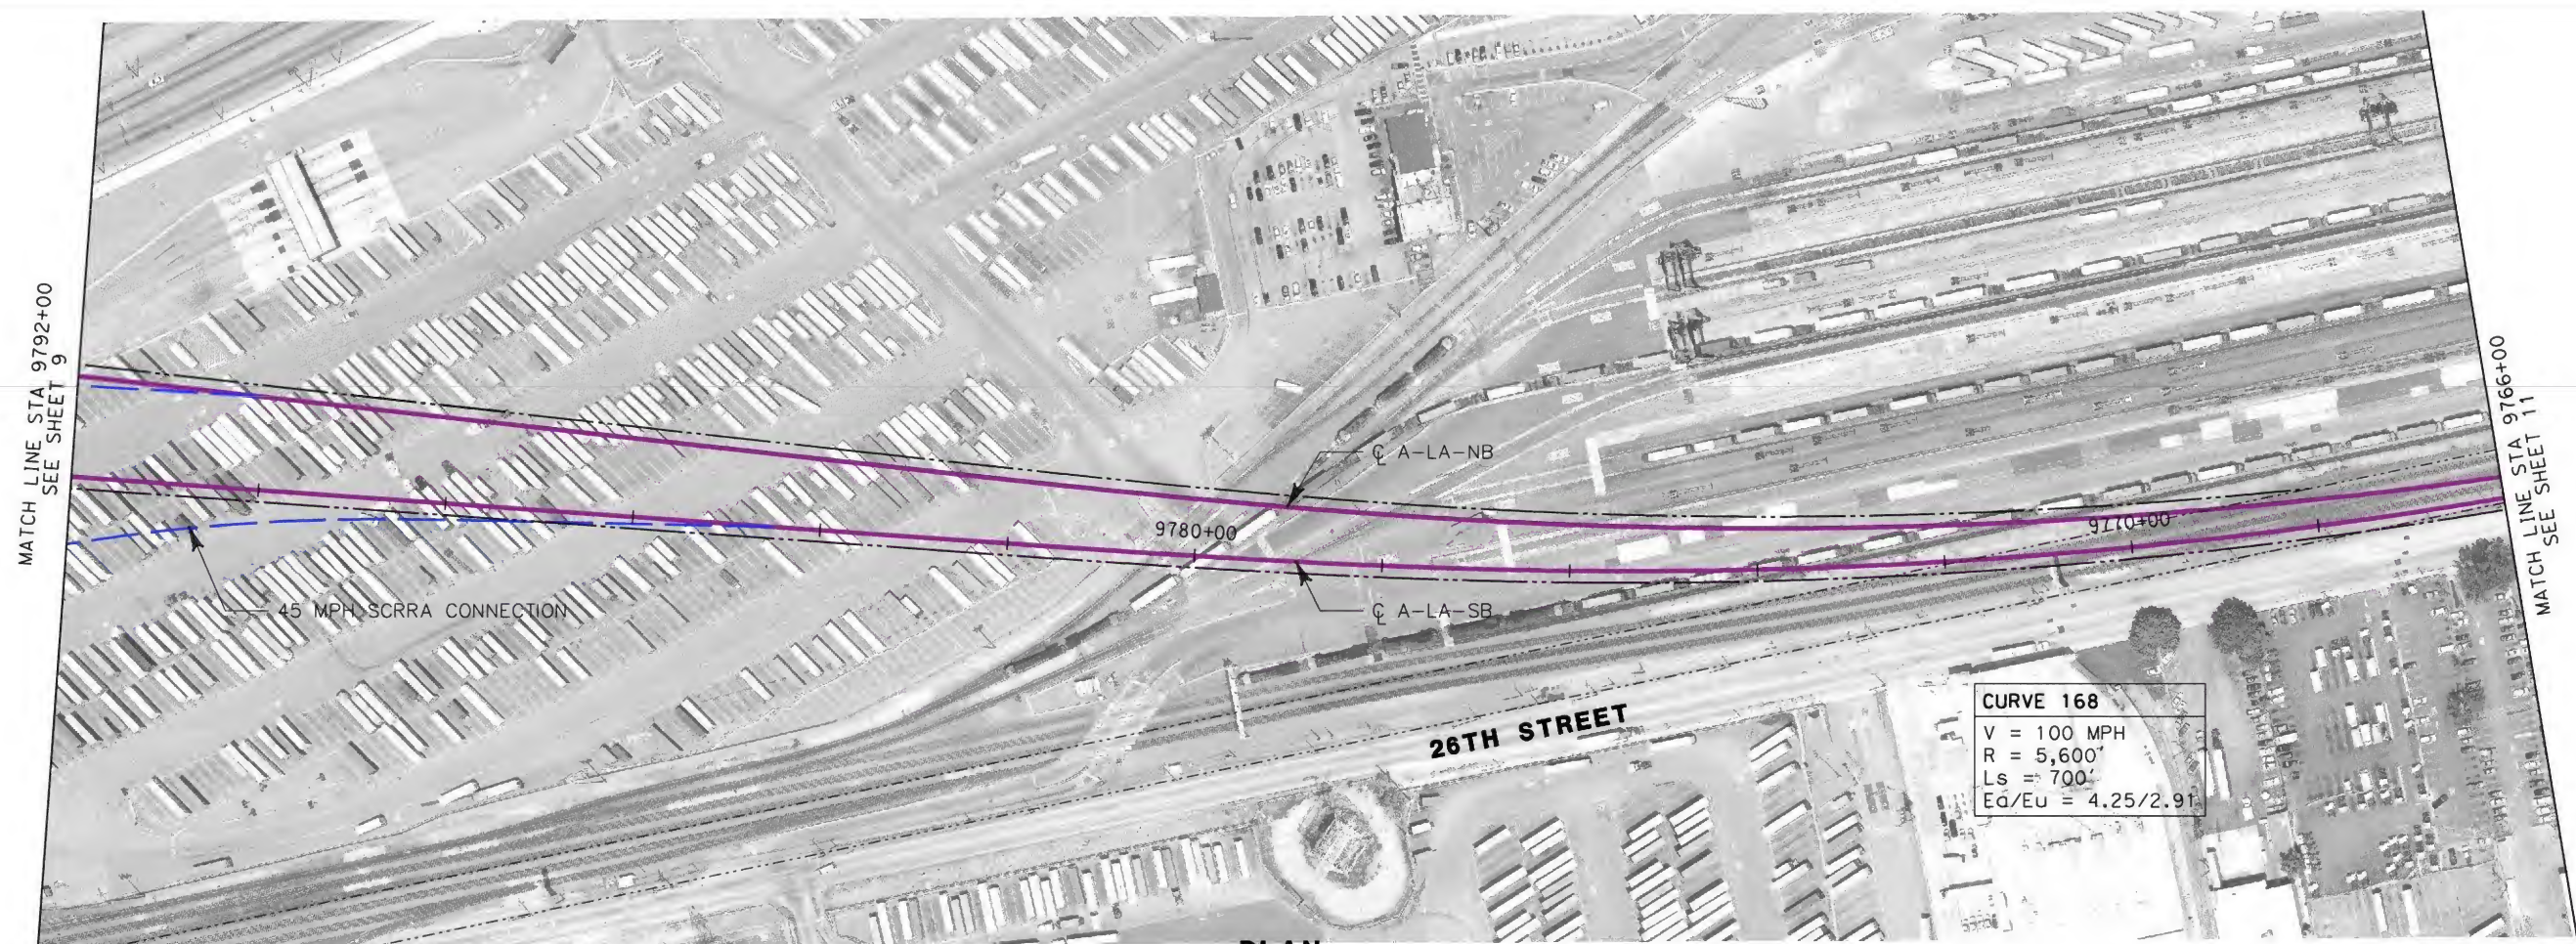 MATCH LINE STA 9792+00
SEE SHEET 9
℄ A-LA-NB
9780+00
9770+00
MATCH LINE STA 9766+00
SEE SHEET 11
45 MPH SCRRA CONNECTION
℄ A-LA-SB
26TH STREET
CURVE 168
V = 100 MPH
R = 5,600'
Ls = 700'
Ea/Eu = 4.25/2.91
PLAN